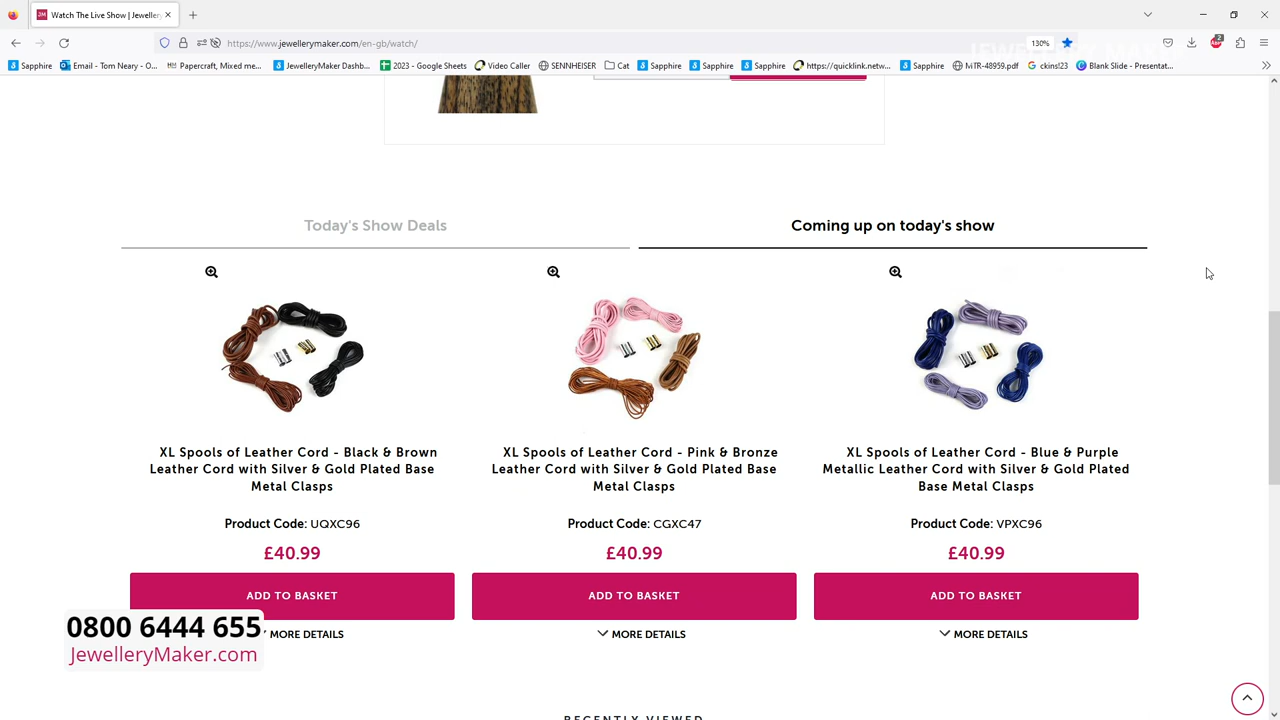 Watch The Live Show | Jeweller
https://www.jewellerymaker.com/en-gb/watch/
130%
2
Sapphire
Email - Tom Neary - O...
Papercraft, Mixed me...
JewelleryMaker Dashb...
2023 - Google Sheets
Video Caller
SENNHEISER
Cat
Sapphire
Sapphire
Sapphire
https://quicklink.netw...
Sapphire
MTR-48959.pdf
ckins!23
Blank Slide - Presentat...
Today's Show Deals
Coming up on today's show
XL Spools of Leather Cord - Black & Brown
Leather Cord with Silver & Gold Plated Base
Metal Clasps
Product Code: UQXC96
£40.99
ADD TO BASKET
MORE DETAILS
XL Spools of Leather Cord - Pink & Bronze
Leather Cord with Silver & Gold Plated Base
Metal Clasps
Product Code: CGXC47
£40.99
ADD TO BASKET
MORE DETAILS
XL Spools of Leather Cord - Blue & Purple
Metallic Leather Cord with Silver & Gold Plated
Base Metal Clasps
Product Code: VPXC96
£40.99
ADD TO BASKET
MORE DETAILS
0800 6444 655
JewelleryMaker.com
RECENTLY VIEWED